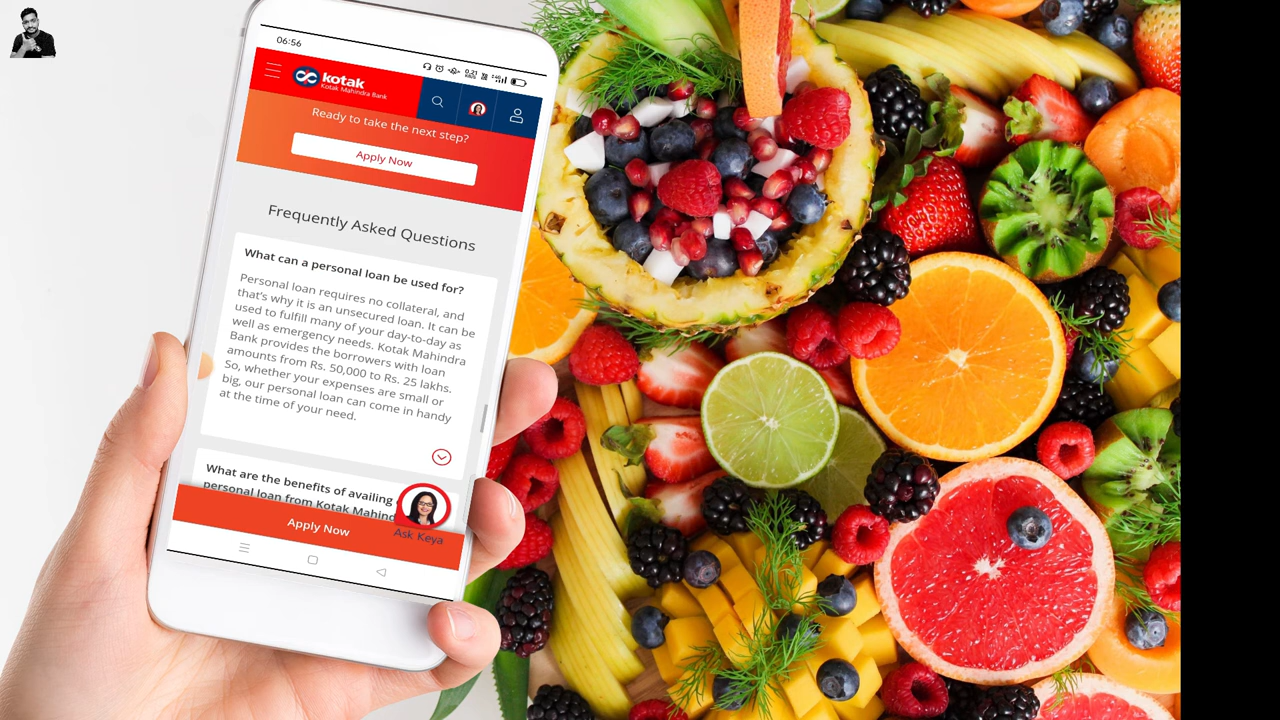 06:56
kotak
Kotak Mahindra Bank
Ready to take the next step?
Apply Now
Frequently Asked Questions
What can a personal loan be used for?
Personal loan requires no collateral, and
that's why it is an unsecured loan. It can be
used to fulfill many of your day-to-day as
well as emergency needs. Kotak Mahindra
Bank provides the borrowers with loan
amounts from Rs. 50,000 to Rs. 25 lakhs.
So, whether your expenses are small or
big, our personal loan can come in handy
at the time of your need.
What are the benefits of availing
personal loan from Kotak Mahind
Apply Now
Ask Keya